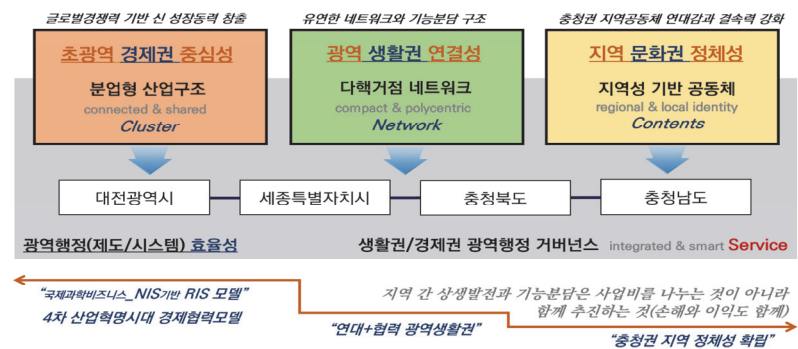 글로벌경쟁력 기반 신 성장동력 창출
유연한 네트워크와 기능분담 구조
충청권 지역공동체 연대감과 결속력 강화
초광역 경제권 중심성
분업형 산업구조
connected & shared
Cluster
광역 생활권 연결성
다핵거점 네트워크
compact & polycentric
Network
지역 문화권 정체성
지역성 기반 공동체
regional & local identity
Contents
대전광역시
세종특별자치시
충청북도
충청남도
광역행정(제도/시스템) 효율성
생활권/경제권 광역행정 거버넌스 integrated & smart Service
“국제과학비즈니스_NIS기반 RIS 모델”
4차 산업혁명시대 경제협력모델
지역 간 상생발전과 기능분담은 사업비를 나누는 것이 아니라
함께 추진하는 것(손해와 이익도 함께)
“연대+협력 광역생활권”
“충청권 지역 정체성 확립”